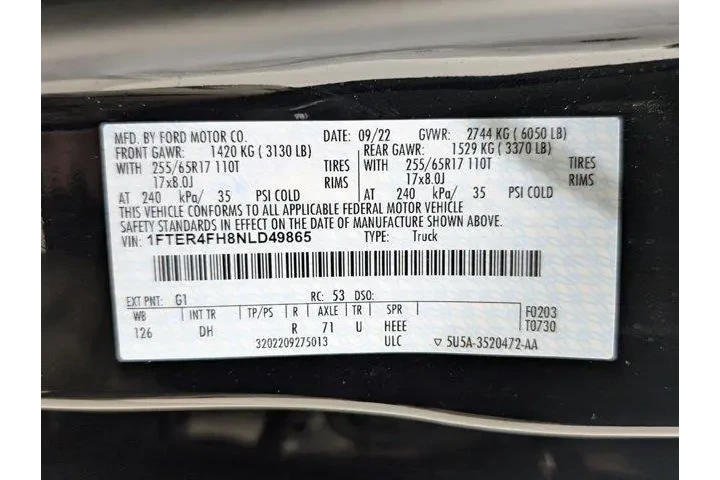 MFD. BY FORD MOTOR CO. DATE: 09/22 GVWR: 2744 KG ( 6050 LB)
FRONT GAWR: 1420 KG ( 3130 LB) REAR GAWR: 1529 KG ( 3370 LB)
WITH 255/65R17 110T TIRES WITH 255/65R17 110T TIRES
17x8.0J RIMS 17x8.0J RIMS
AT 240 kPa/ 35 PSI COLD AT 240 kPa/ 35 PSI COLD
THIS VEHICLE CONFORMS TO ALL APPLICABLE FEDERAL MOTOR VEHICLE
SAFETY STANDARDS IN EFFECT ON THE DATE OF MANUFACTURE SHOWN ABOVE.
VIN: 1FTER4FH8NLD49865 TYPE: Truck
EXT PNT: G1 RC: 53 DSO:
WB INT TR TP/PS R AXLE TR SPR F0203
126 DH R 71 U HEEE T0730
3202209275013 ULC ▽ 5U5A-3520472-AA